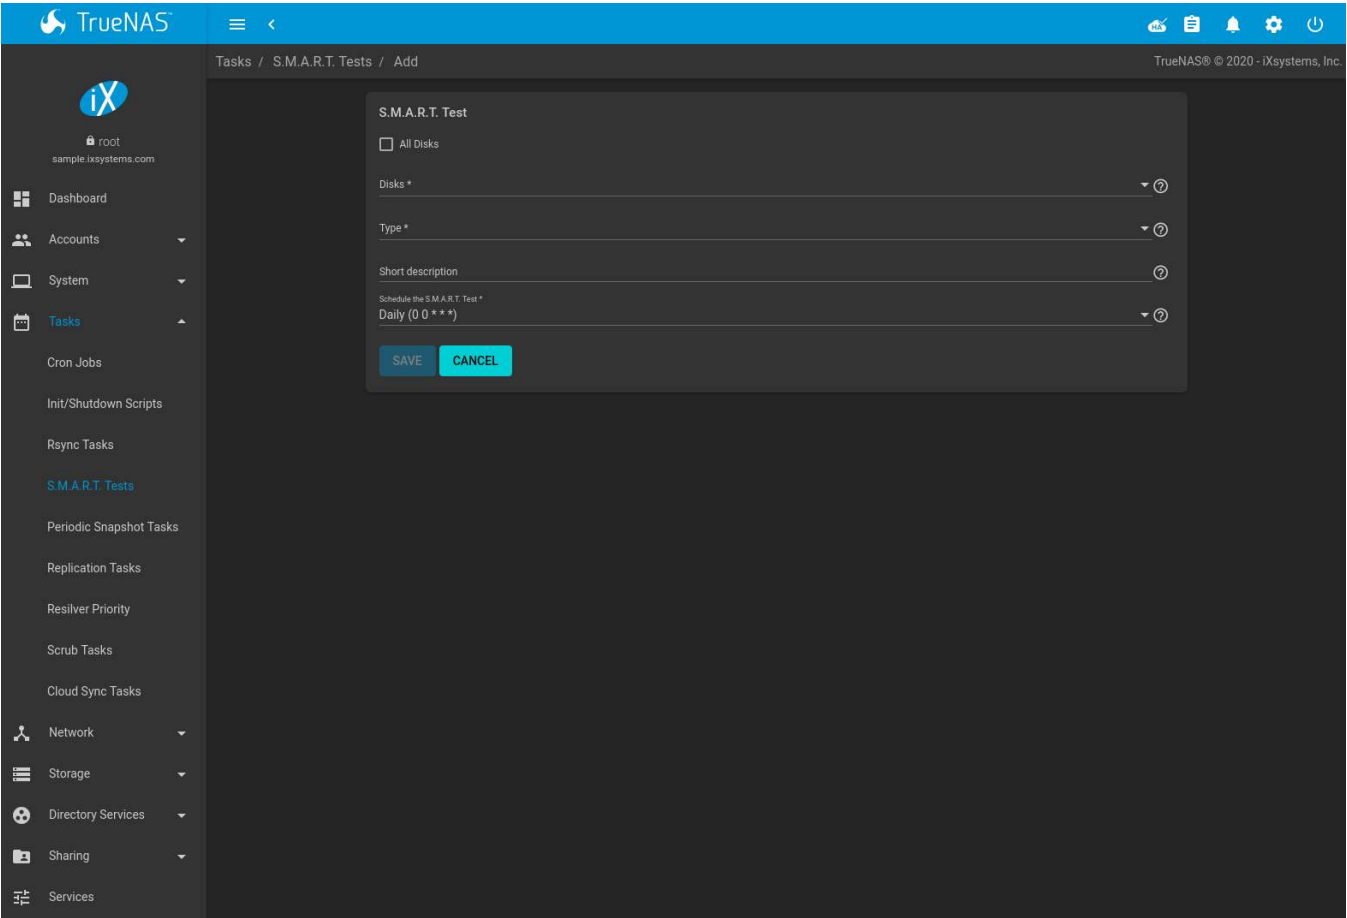 TrueNAS™
HA
Tasks / S.M.A.R.T. Tests / Add
TrueNAS® © 2020 - iXsystems, Inc.
iX
root
sample.ixsystems.com
Dashboard
Accounts
System
Tasks
Cron Jobs
Init/Shutdown Scripts
Rsync Tasks
S.M.A.R.T. Tests
Periodic Snapshot Tasks
Replication Tasks
Resilver Priority
Scrub Tasks
Cloud Sync Tasks
Network
Storage
Directory Services
Sharing
Services
S.M.A.R.T. Test
All Disks
Disks *
Type *
Short description
Schedule the S.M.A.R.T. Test *
Daily (0 0 * * *)
SAVE CANCEL